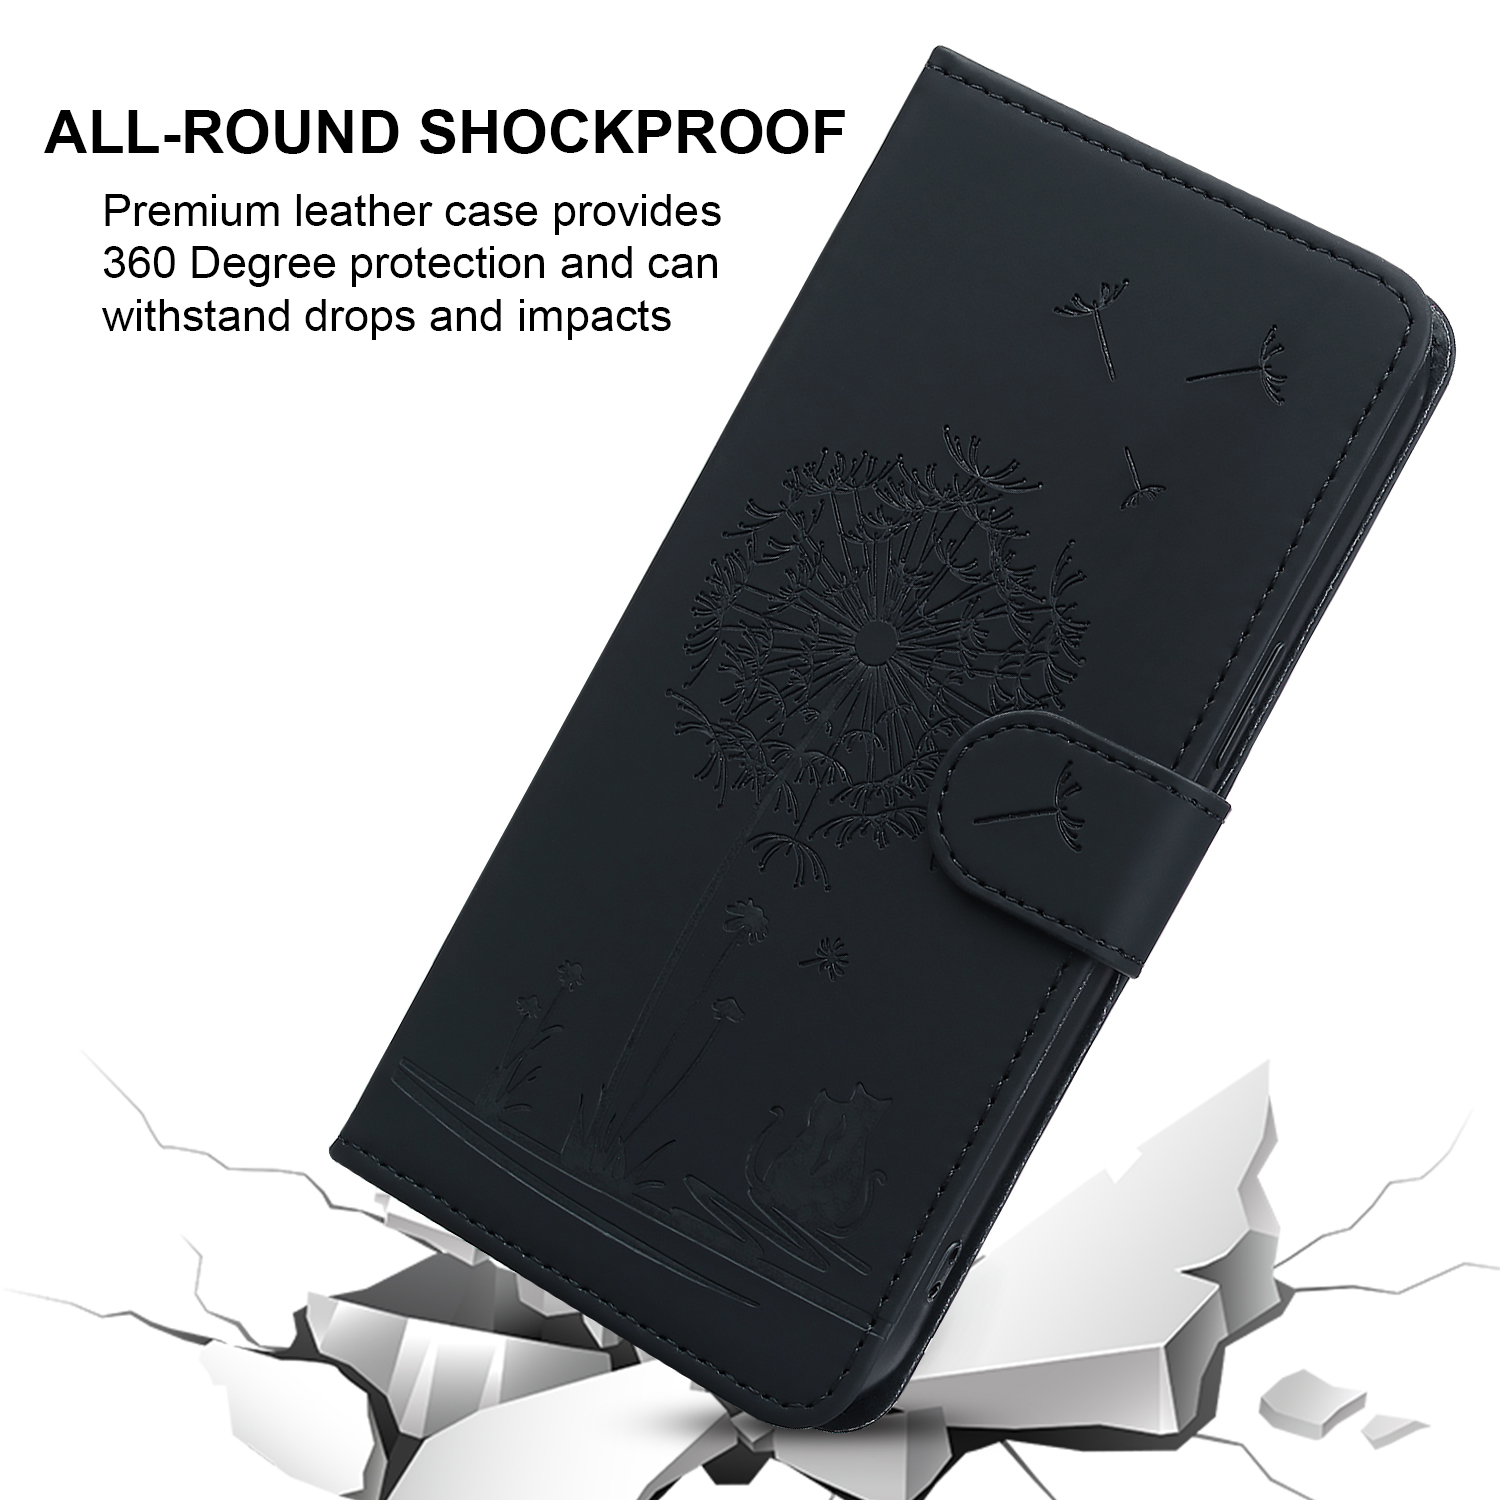 ALL-ROUND SHOCKPROOF
Premium leather case provides
360 Degree protection and can
withstand drops and impacts